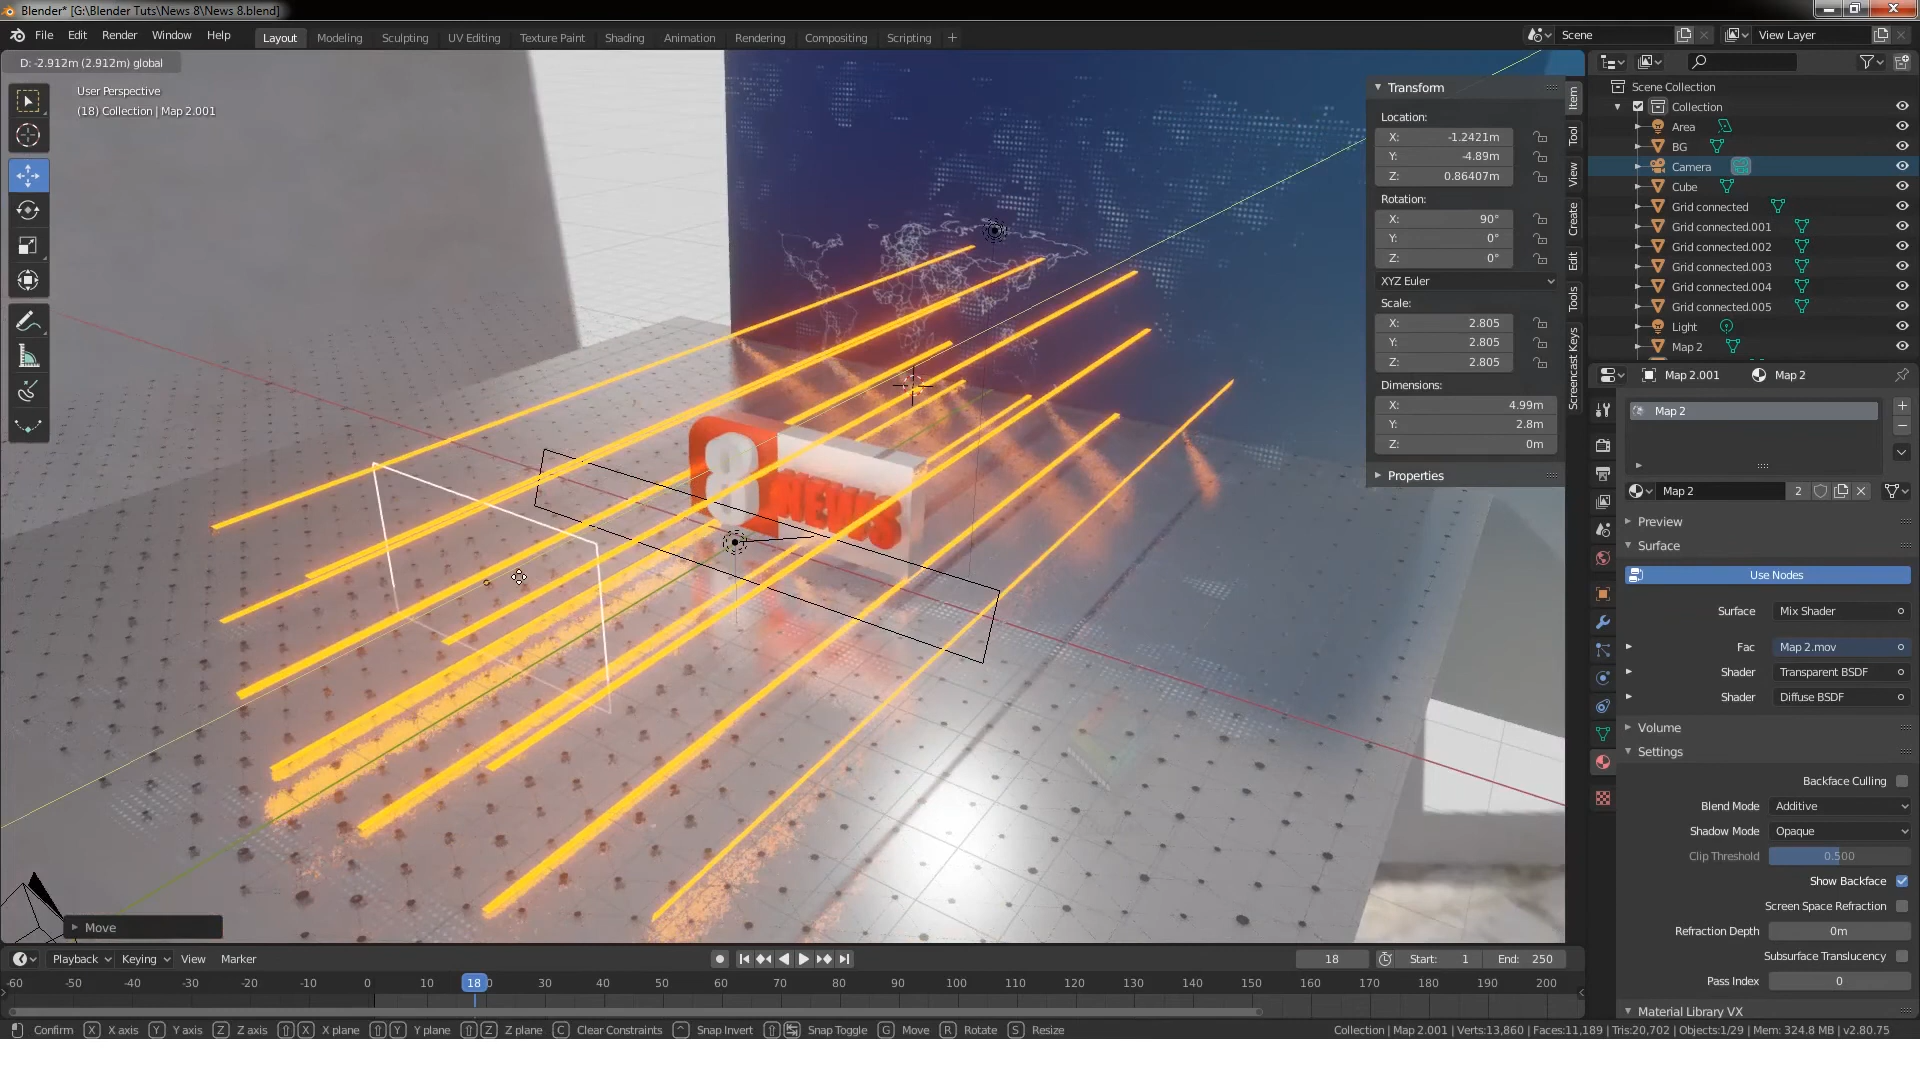 Blender* [G:\Blender Tuts\News 8\News 8.blend]
File Edit Render Window Help
Layout Modeling Sculpting UV Editing Texture Paint Shading Animation Rendering Compositing Scripting +
Scene View Layer
D: -2.912m (2.912m) global
User Perspective
(18) Collection | Map 2.001
Transform
Location:
X: -1.2421m
Y: -4.89m
Z: 0.86407m
Rotation:
X: 90°
Y: 0°
Z: 0°
XYZ Euler
Scale:
X: 2.805
Y: 2.805
Z: 2.805
Dimensions:
X: 4.99m
Y: 2.8m
Z: 0m
Properties
Item
Tool
View
Create
Edit
Tools
Screencast Keys
8
NEWS
Move
Scene Collection
Collection
Area
BG
Camera
Cube
Grid connected
Grid connected.001
Grid connected.002
Grid connected.003
Grid connected.004
Grid connected.005
Light
Map 2
Map 2.001 Map 2
Map 2
Map 2 2
Preview
Surface
Use Nodes
Surface Mix Shader
Fac Map 2.mov
Shader Transparent BSDF
Shader Diffuse BSDF
Volume
Settings
Backface Culling
Blend Mode Additive
Shadow Mode Opaque
Clip Threshold 0.500
Show Backface
Screen Space Refraction
Refraction Depth 0m
Subsurface Translucency
Pass Index 0
Material Library VX
Playback Keying View Marker
18 Start: 1 End: 250
-60 -50 -40 -30 -20 -10 0 10 18 30 40 50 60 70 80 90 100 110 120 130 140 150 160 170 180 190 200
Confirm X X axis Y Y axis Z Z axis X X plane Y Y plane Z Z plane C Clear Constraints ^ Snap Invert Snap Toggle G Move R Rotate S Resize
Collection | Map 2.001 | Verts:13,860 | Faces:11,189 | Tris:20,702 | Objects:1/29 | Mem: 324.8 MB | v2.80.75